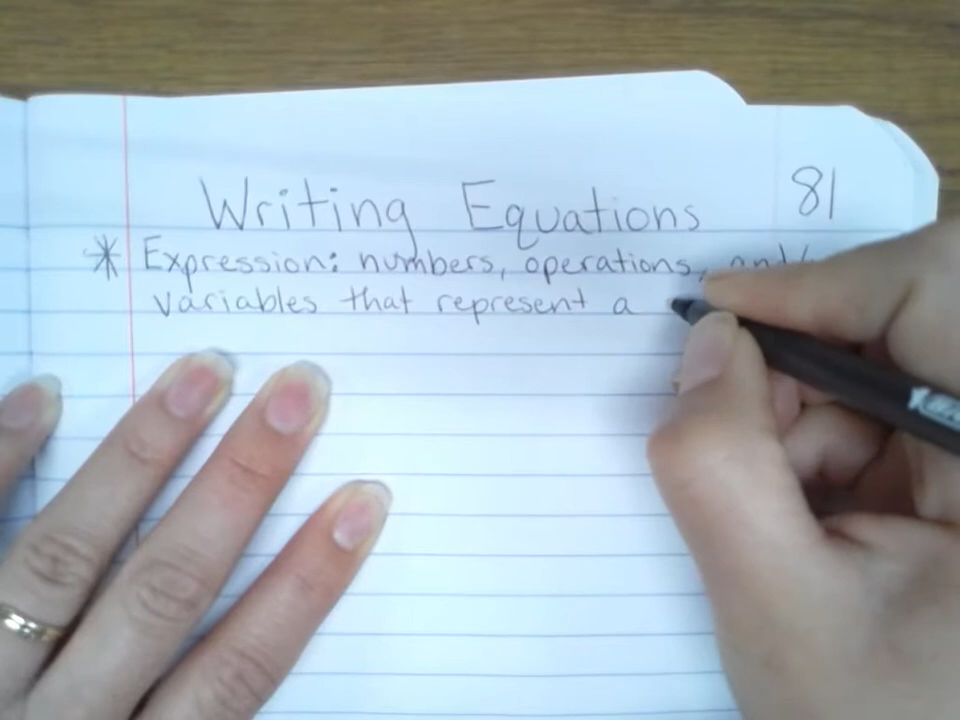 Writing Equations 81
* Expression: numbers, operations,
variables that represent a